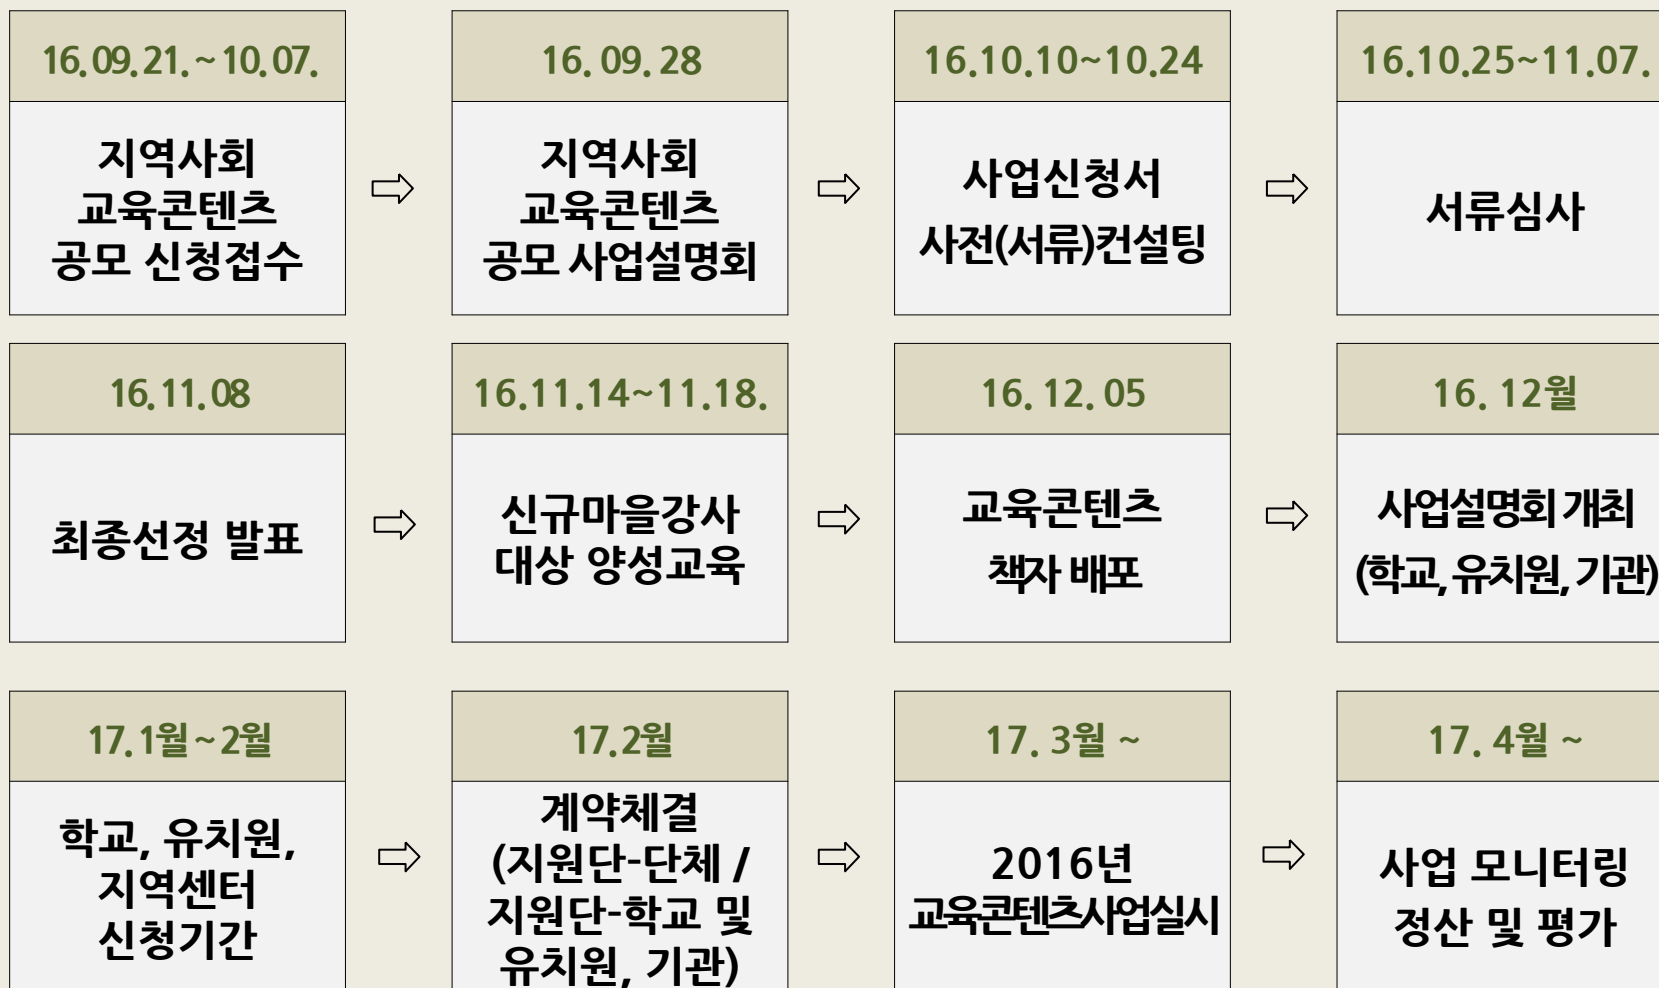 16.09.21.~10.07.
지역사회
교육콘텐츠
공모 신청접수
16.09.28
지역사회
교육콘텐츠
공모 사업설명회
16.10.10~10.24
사업신청서
사전(서류)컨설팅
16.10.25~11.07.
서류심사
16.11.08
최종선정 발표
16.11.14~11.18.
신규마을강사
대상 양성교육
16.12.05
교육콘텐츠
책자 배포
16. 12월
사업설명회 개최
(학교, 유치원, 기관)
17.1월~2월
학교, 유치원,
지역센터
신청기간
17.2월
계약체결
(지원단-단체 /
지원단-학교 및
유치원, 기관)
17. 3월 ~
2016년
교육콘텐츠사업실시
17. 4월 ~
사업 모니터링
정산 및 평가